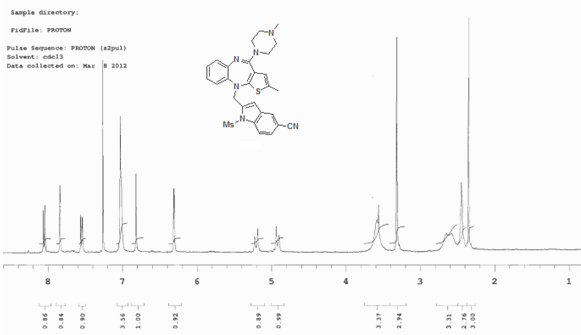 Sample directory:
FidFile: PROTON
Pulse Sequence: PROTON (s2pul)
Solvent: cdcl3
Data collected on: Mar 8 2012
N
N
N
N
N
S
Ms
N
CN
8 7 6 5 4 3 2 1
0.86 0.84 0.90 3.56 1.00 0.92 0.89 0.99 3.37 2.94 3.31 2.76 3.00